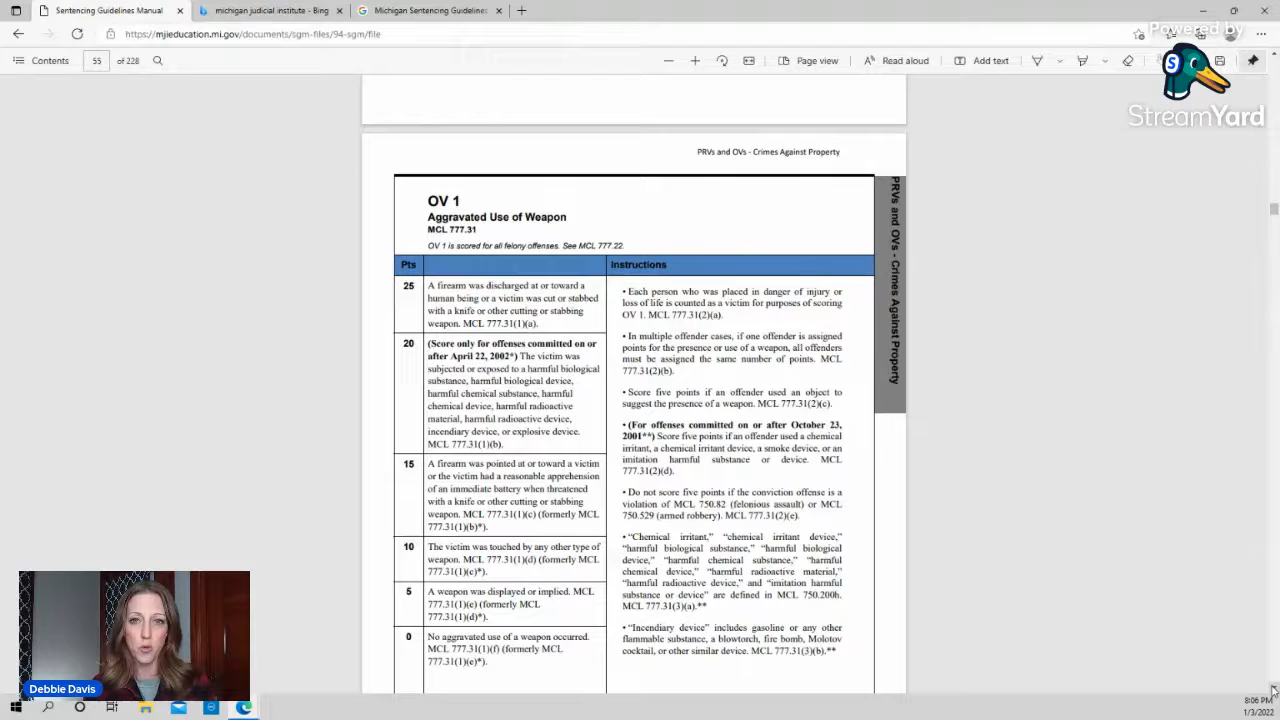 Sentencing Guidelines Manual
michigan judicial institute - Bing
Michigan Sentencing Guidelines
https://mjieducation.mi.gov/documents/sgm-files/94-sgm/file
Powered by
StreamYard
Contents
55
of 228
Page view
Read aloud
Add text
PRVs and OVs - Crimes Against Property
PRVs and OVs - Crimes Against Property
OV 1
Aggravated Use of Weapon
MCL 777.31
OV 1 is scored for all felony offenses. See MCL 777.22.
Pts
Instructions
25
A firearm was discharged at or toward a
human being or a victim was cut or stabbed
with a knife or other cutting or stabbing
weapon. MCL 777.31(1)(a).
20
(Score only for offenses committed on or
after April 22, 2002*) The victim was
subjected or exposed to a harmful biological
substance, harmful biological device,
harmful chemical substance, harmful
chemical device, harmful radioactive
material, harmful radioactive device,
incendiary device, or explosive device.
MCL 777.31(1)(b).
15
A firearm was pointed at or toward a victim
or the victim had a reasonable apprehension
of an immediate battery when threatened
with a knife or other cutting or stabbing
weapon. MCL 777.31(1)(c) (formerly MCL
777.31(1)(b)*).
10
The victim was touched by any other type of
weapon. MCL 777.31(1)(d) (formerly MCL
777.31(1)(c)*).
5
A weapon was displayed or implied. MCL
777.31(1)(e) (formerly MCL
777.31(1)(d)*).
0
No aggravated use of a weapon occurred.
MCL 777.31(1)(f) (formerly MCL
777.31(1)(e)*).
• Each person who was placed in danger of injury or
loss of life is counted as a victim for purposes of scoring
OV 1. MCL 777.31(2)(a).
• In multiple offender cases, if one offender is assigned
points for the presence or use of a weapon, all offenders
must be assigned the same number of points. MCL
777.31(2)(b).
• Score five points if an offender used an object to
suggest the presence of a weapon. MCL 777.31(2)(c).
• (For offenses committed on or after October 23,
2001**) Score five points if an offender used a chemical
irritant, a chemical irritant device, a smoke device, or an
imitation harmful substance or device. MCL
777.31(2)(d).
• Do not score five points if the conviction offense is a
violation of MCL 750.82 (felonious assault) or MCL
750.529 (armed robbery). MCL 777.31(2)(e).
• "Chemical irritant," "chemical irritant device,"
"harmful biological substance," "harmful biological
device," "harmful chemical substance," "harmful
chemical device," "harmful radioactive material,"
"harmful radioactive device," and "imitation harmful
substance or device" are defined in MCL 750.200h.
MCL 777.31(3)(a).**
• "Incendiary device" includes gasoline or any other
flammable substance, a blowtorch, fire bomb, Molotov
cocktail, or other similar device. MCL 777.31(3)(b).**
Debbie Davis
8:06 PM
1/3/2022